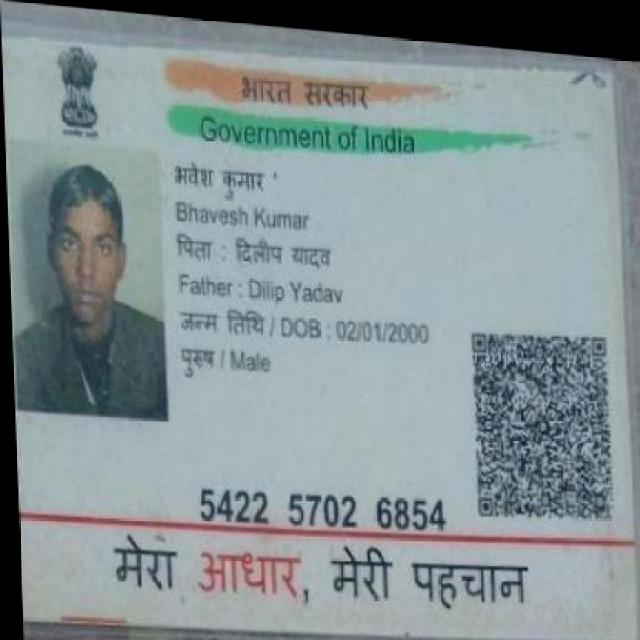 भारत सरकार
Government of India
भवेश कुमार
Bhavesh Kumar
पिता : दिलीप यादव
Father : Dilip Yadav
जन्म तिथि / DOB : 02/01/2000
पुरुष / Male
5422 5702 6854
मेरा आधार, मेरी पहचान